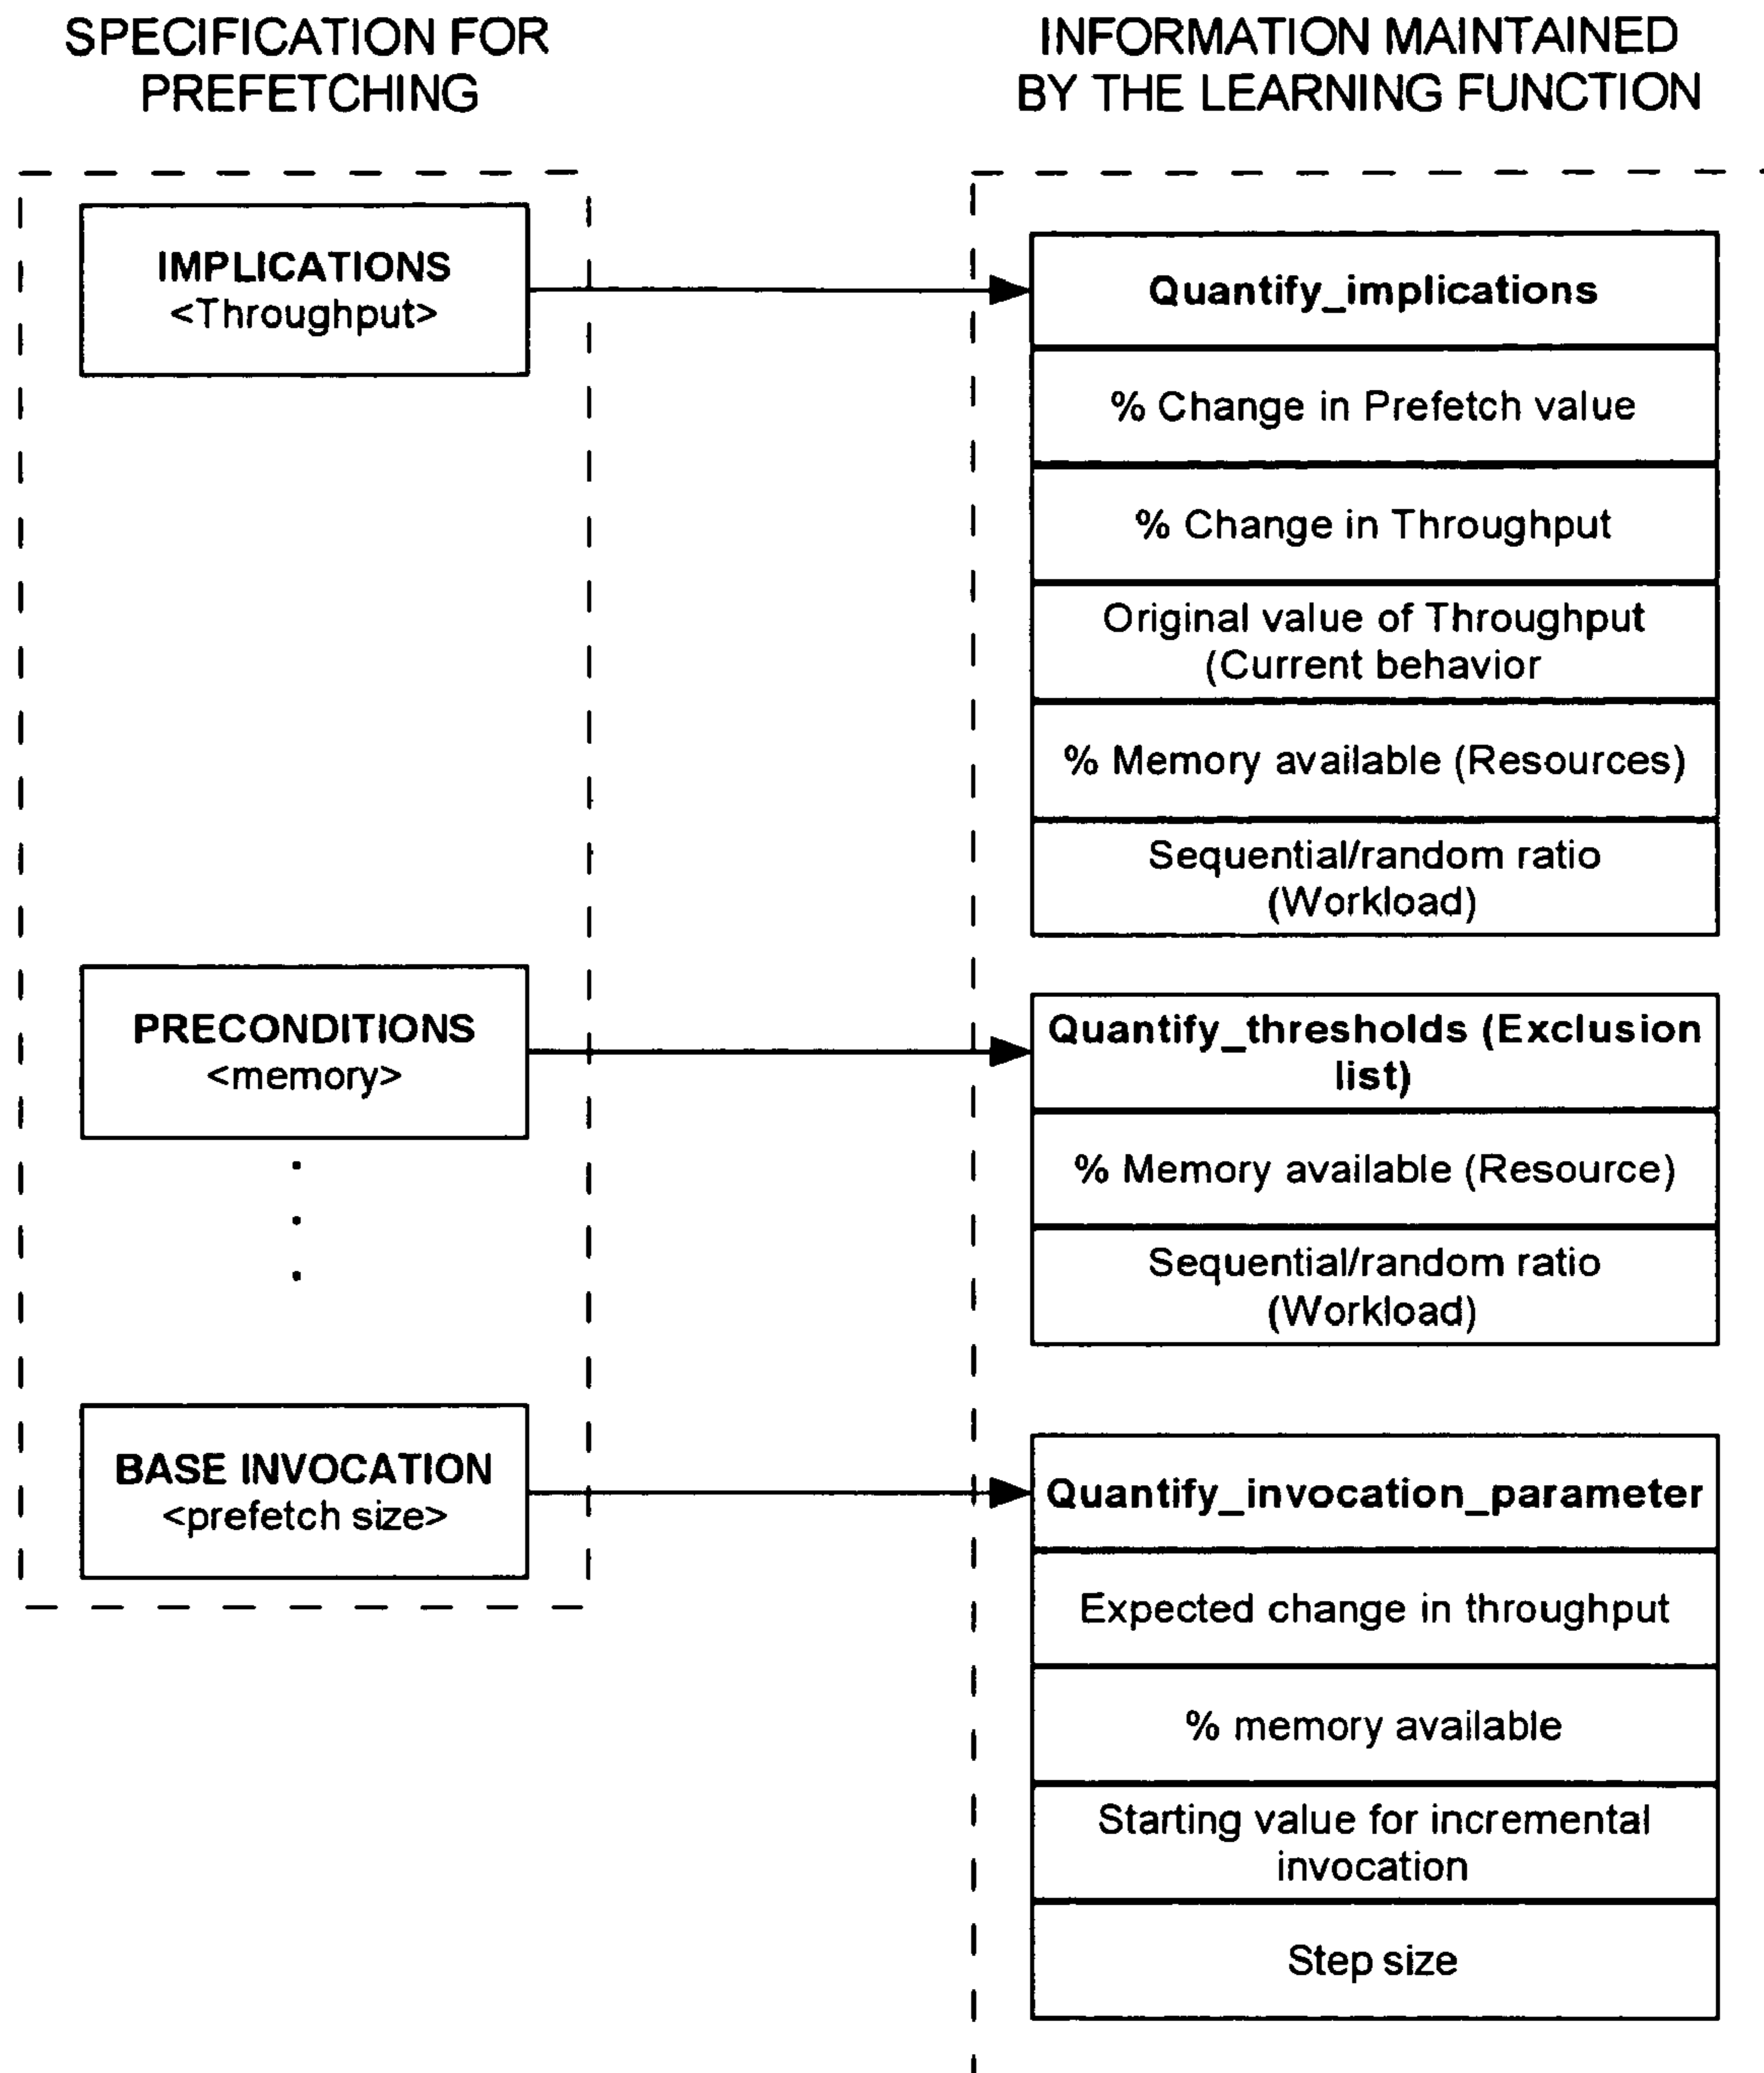 SPECIFICATION FOR
PREFETCHING
INFORMATION MAINTAINED
BY THE LEARNING FUNCTION
IMPLICATIONS
<Throughput>
Quantify_implications
% Change in Prefetch value
% Change in Throughput
Original value of Throughput
(Current behavior
% Memory available (Resources)
Sequential/random ratio
(Workload)
PRECONDITIONS
<memory>
Quantify_thresholds (Exclusion
list)
% Memory available (Resource)
Sequential/random ratio
(Workload)
BASE INVOCATION
<prefetch size>
Quantify_invocation_parameter
Expected change in throughput
% memory available
Starting value for incremental
invocation
Step size